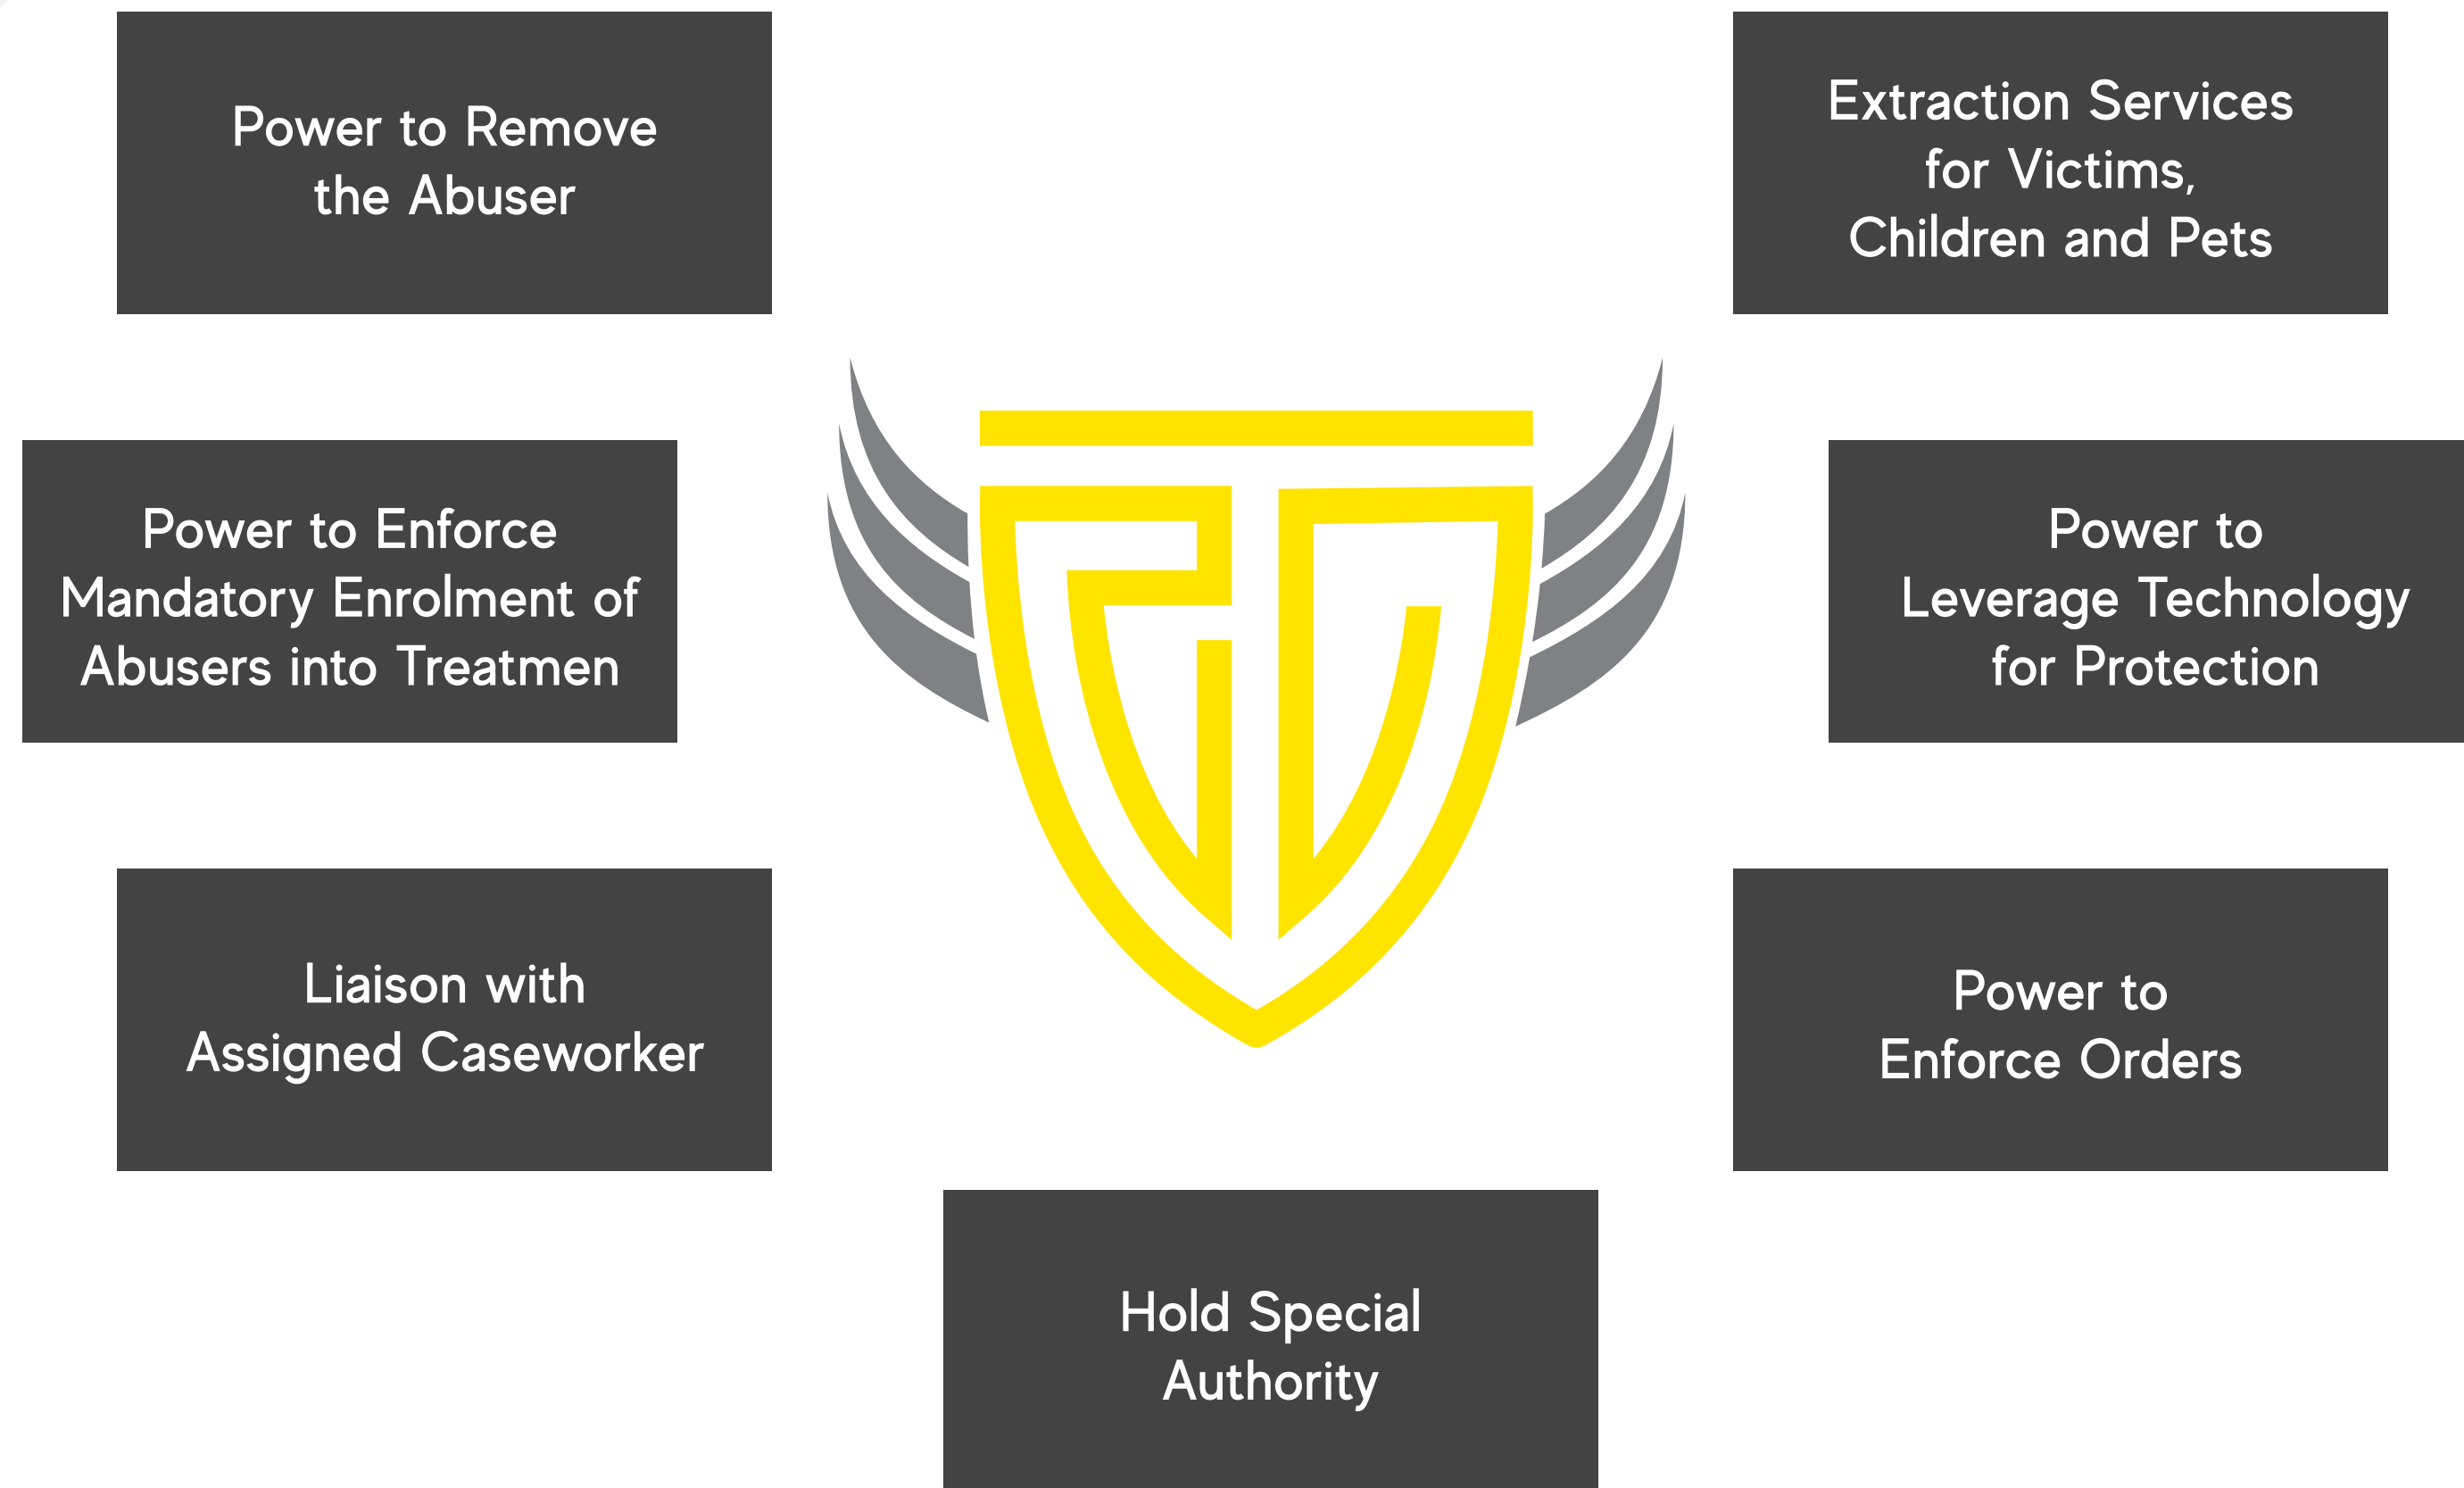 Power to Remove
the Abuser
Extraction Services
for Victims,
Children and Pets
Power to Enforce
Mandatory Enrolment of
Abusers into Treatmen
Power to
Leverage Technology
for Protection
Liaison with
Assigned Caseworker
Power to
Enforce Orders
Hold Special
Authority